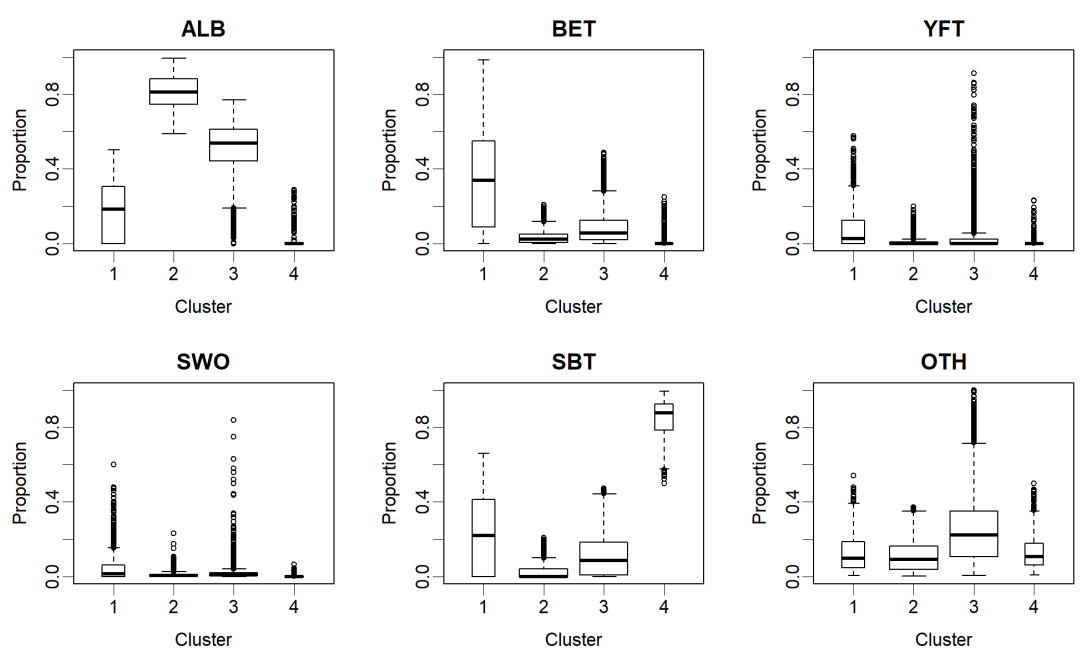 ALB
BET
YFT
Proportion
0.0 0.4 0.8
Proportion
0.0 0.4 0.8
Proportion
0.0 0.4 0.8
1 2 3 4
1 2 3 4
1 2 3 4
Cluster
Cluster
Cluster
SWO
SBT
OTH
Proportion
0.0 0.4 0.8
Proportion
0.0 0.4 0.8
Proportion
0.0 0.4 0.8
1 2 3 4
1 2 3 4
1 2 3 4
Cluster
Cluster
Cluster